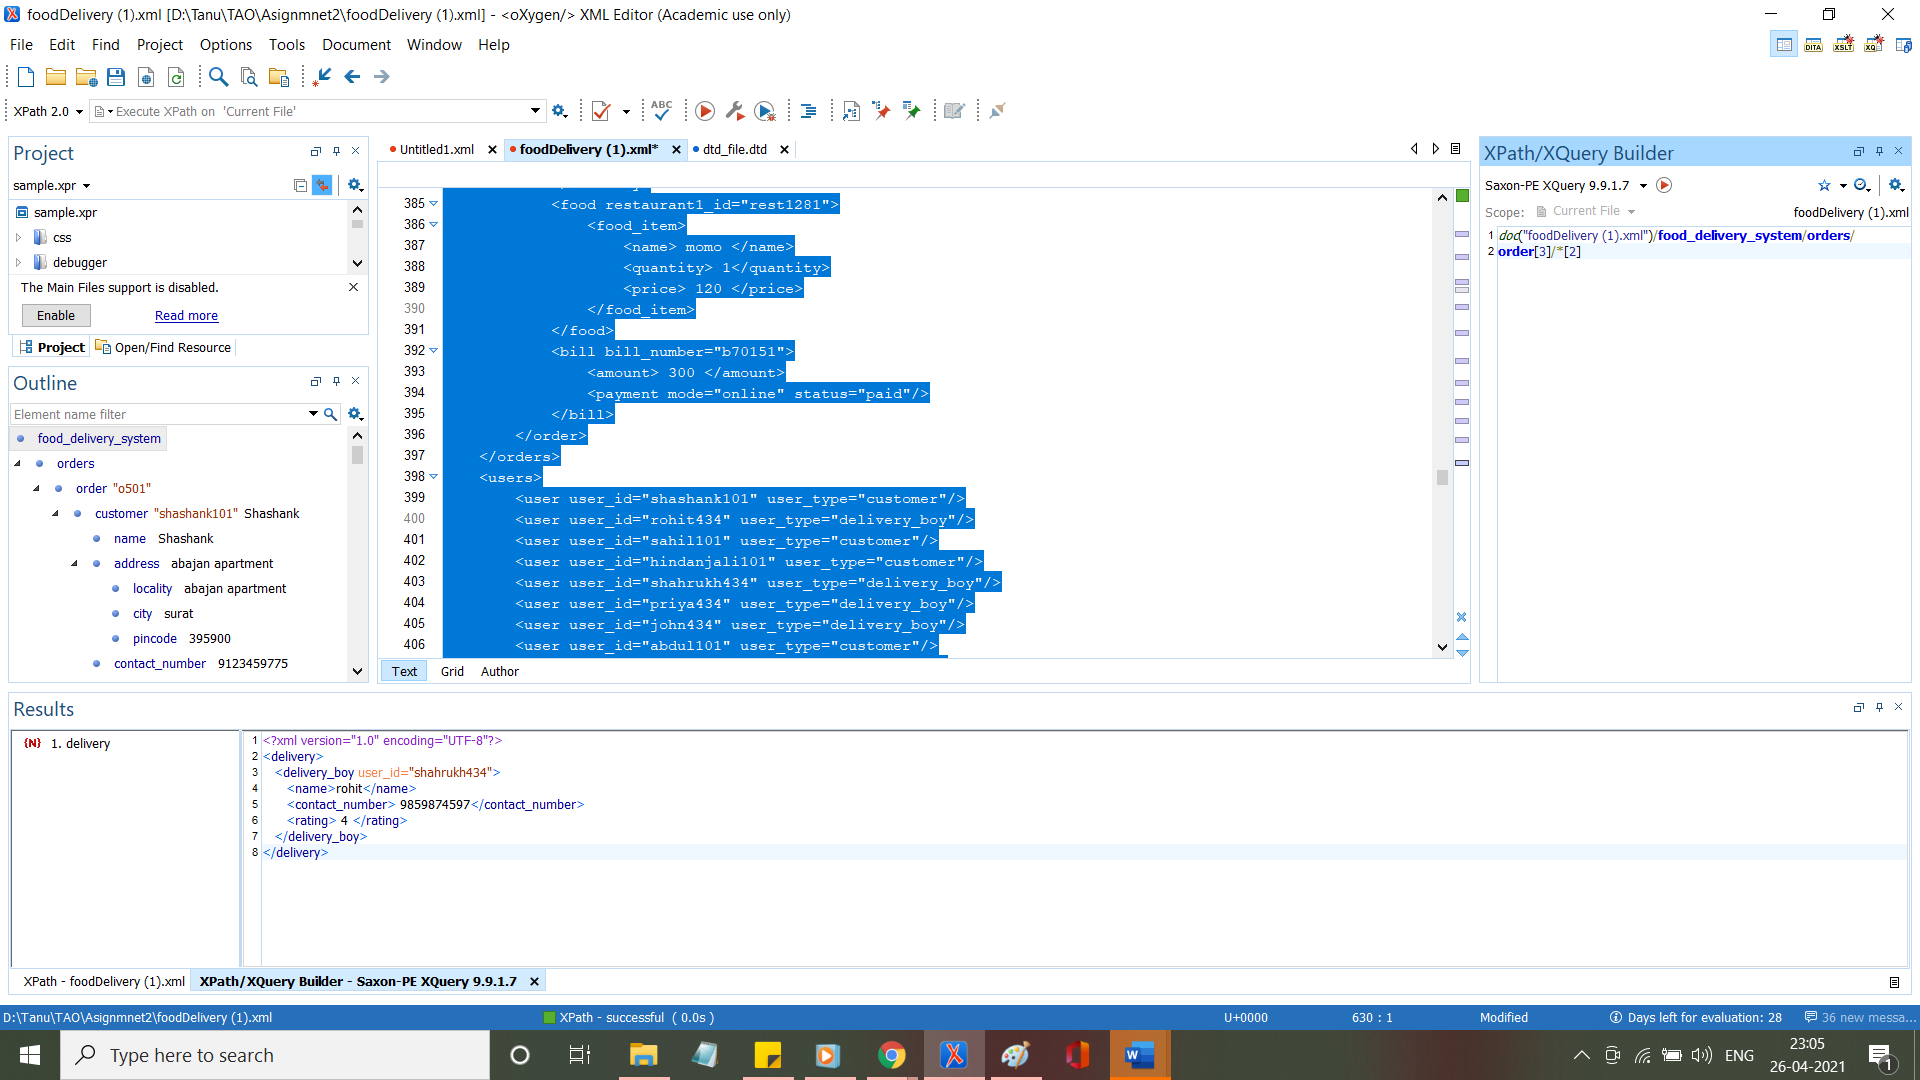 foodDelivery (1).xml [D:\Tanu\TAO\Asignmnet2\foodDelivery (1).xml] - <oXygen/> XML Editor (Academic use only)
File Edit Find Project Options Tools Document Window Help
DITA XSLT XQ
XPath 2.0 Execute XPath on 'Current File' ABC
Project
sample.xpr
sample.xpr
css
debugger
The Main Files support is disabled.
Enable Read more
Project Open/Find Resource
Outline
Element name filter
food_delivery_system
orders
order "o501"
customer "shashank101" Shashank
name Shashank
address abajan apartment
locality abajan apartment
city surat
pincode 395900
contact_number 9123459775
Untitled1.xml foodDelivery (1).xml* dtd_file.dtd
385 <food restaurant1_id="rest1281">
386 <food_item>
387 <name> momo </name>
388 <quantity> 1</quantity>
389 <price> 120 </price>
390 </food_item>
391 </food>
392 <bill bill_number="b70151">
393 <amount> 300 </amount>
394 <payment mode="online" status="paid"/>
395 </bill>
396 </order>
397 </orders>
398 <users>
399 <user user_id="shashank101" user_type="customer"/>
400 <user user_id="rohit434" user_type="delivery_boy"/>
401 <user user_id="sahil101" user_type="customer"/>
402 <user user_id="hindanjali101" user_type="customer"/>
403 <user user_id="shahrukh434" user_type="delivery_boy"/>
404 <user user_id="priya434" user_type="delivery_boy"/>
405 <user user_id="john434" user_type="delivery_boy"/>
406 <user user_id="abdul101" user_type="customer"/>
Text Grid Author
XPath/XQuery Builder
Saxon-PE XQuery 9.9.1.7
Scope: Current File foodDelivery (1).xml
1 doc("foodDelivery (1).xml")/food_delivery_system/orders/
2 order[3]/*[2]
Results
{N} 1. delivery
1 <?xml version="1.0" encoding="UTF-8"?>
2 <delivery>
3 <delivery_boy user_id="shahrukh434">
4 <name>rohit</name>
5 <contact_number> 9859874597</contact_number>
6 <rating> 4 </rating>
7 </delivery_boy>
8 </delivery>
XPath - foodDelivery (1).xml XPath/XQuery Builder - Saxon-PE XQuery 9.9.1.7
D:\Tanu\TAO\Asignmnet2\foodDelivery (1).xml XPath - successful ( 0.0s ) U+0000 630 : 1 Modified Days left for evaluation: 28 36 new messa...
Type here to search
ENG 23:05
26-04-2021
1